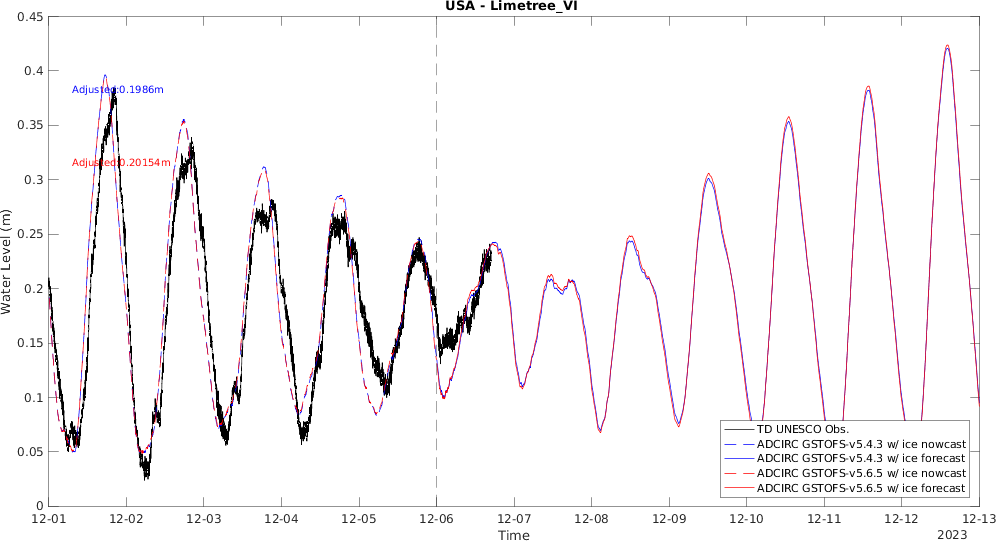 USA - Limetree_VI
Water Level (m)
0.45
0.4
0.35
0.3
0.25
0.2
0.15
0.1
0.05
0
Adjusted:0.1986m
Adjusted:0.20154m
TD UNESCO Obs.
ADCIRC GSTOFS-v5.4.3 w/ ice nowcast
ADCIRC GSTOFS-v5.4.3 w/ ice forecast
ADCIRC GSTOFS-v5.6.5 w/ ice nowcast
ADCIRC GSTOFS-v5.6.5 w/ ice forecast
12-01 12-02 12-03 12-04 12-05 12-06 12-07 12-08 12-09 12-10 12-11 12-12 12-13
Time
2023